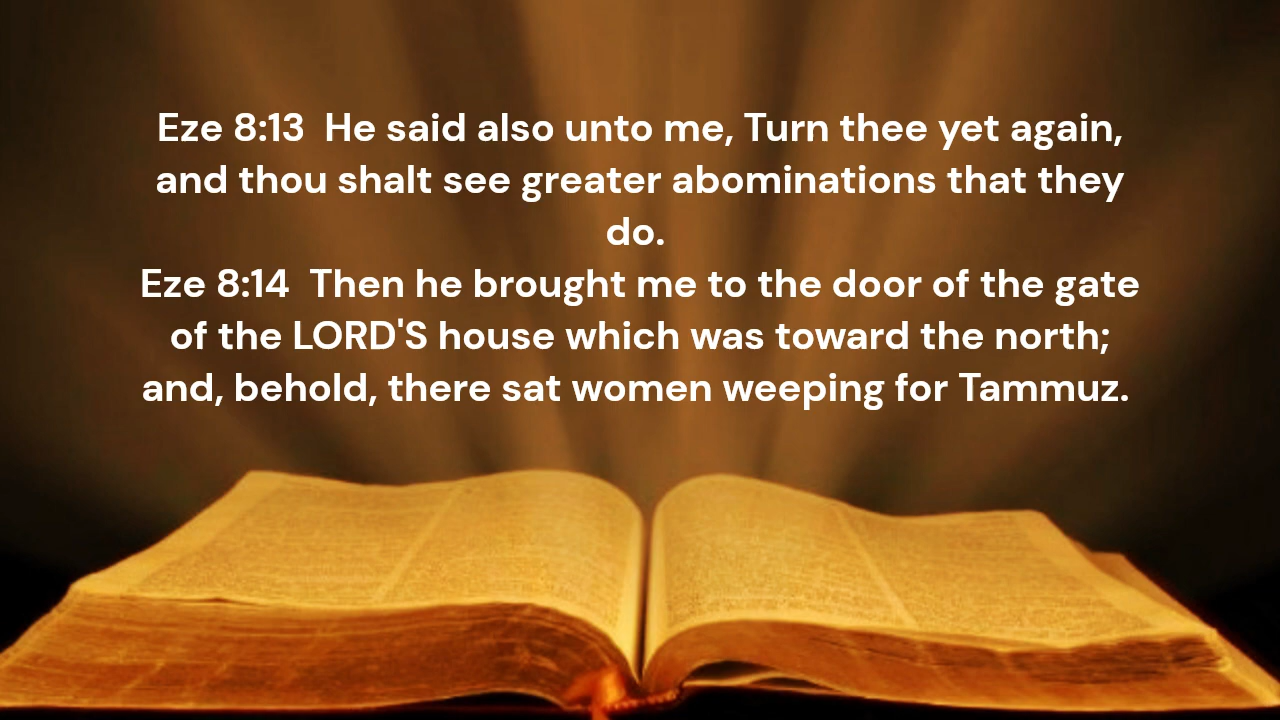 Eze 8:13  He said also unto me, Turn thee yet again,
and thou shalt see greater abominations that they
do.
Eze 8:14  Then he brought me to the door of the gate
of the LORD'S house which was toward the north;
and, behold, there sat women weeping for Tammuz.